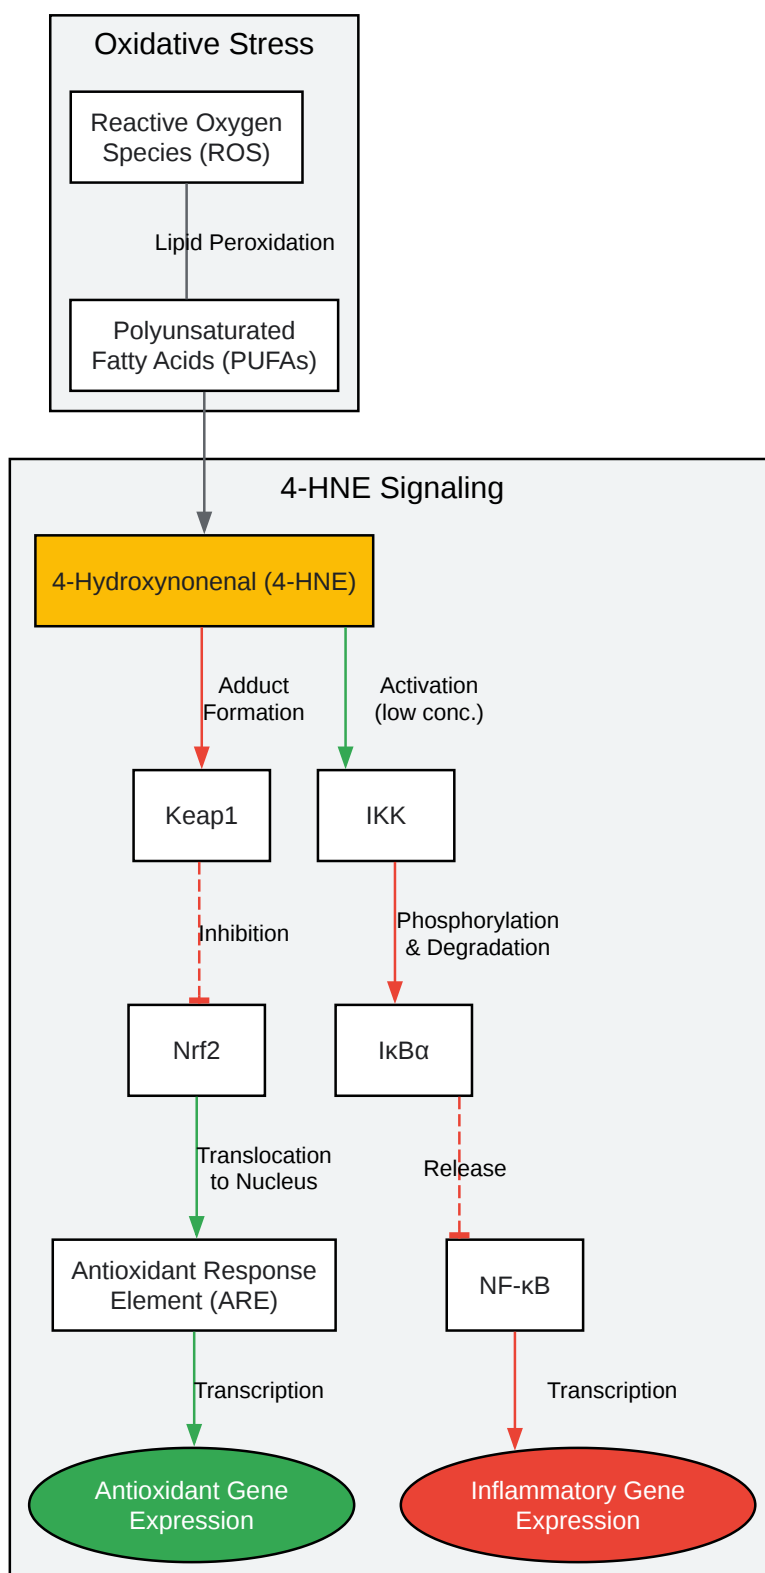 Oxidative Stress
Reactive Oxygen
Species (ROS)
Lipid Peroxidation
Polyunsaturated
Fatty Acids (PUFAs)
4-HNE Signaling
4-Hydroxynonenal (4-HNE)
Adduct
Formation
Activation
(low conc.)
Keap1
IKK
Inhibition
Phosphorylation
& Degradation
Nrf2
IκBα
Translocation
to Nucleus
Release
Antioxidant Response
Element (ARE)
NF-κB
Transcription
Transcription
Antioxidant Gene
Expression
Inflammatory Gene
Expression